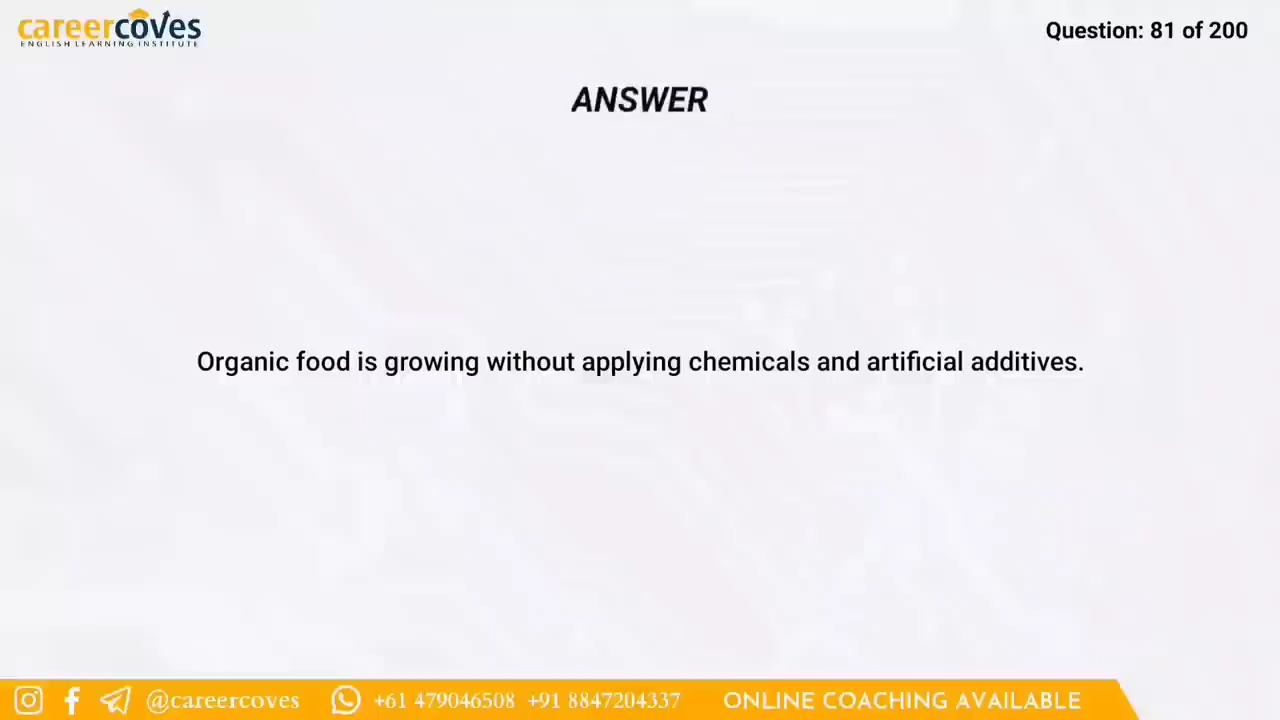 careercoves
ENGLISH LEARNING INSTITUTE
Question: 81 of 200
ANSWER
Organic food is growing without applying chemicals and artificial additives.
@careercoves +61 479046508 +91 8847204337 ONLINE COACHING AVAILABLE